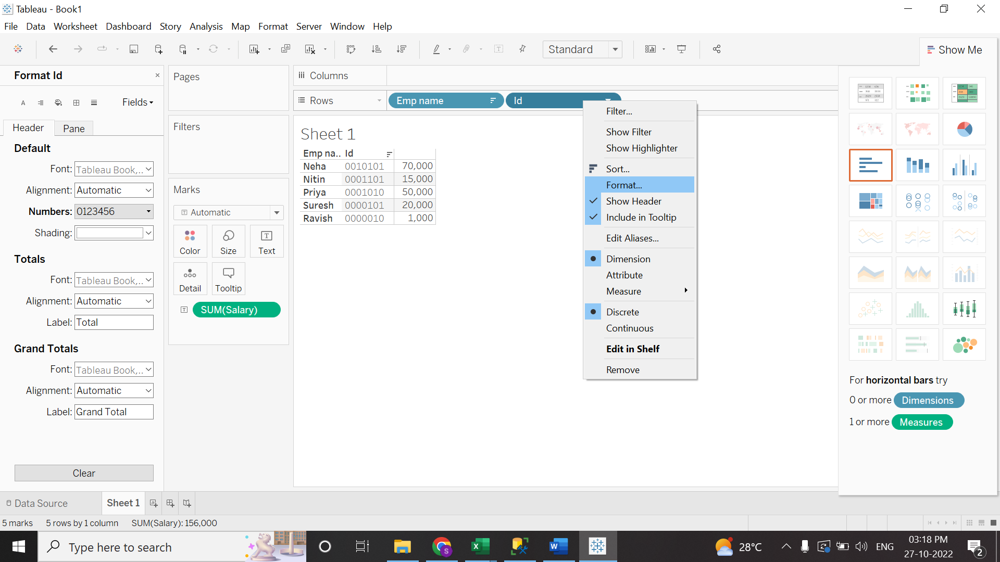 Tableau - Book1
File Data Worksheet Dashboard Story Analysis Map Format Server Window Help
Standard
Show Me
Format Id
Fields
Header Pane
Default
Font: Tableau Book,..
Alignment: Automatic
Numbers: 0123456
Shading:
Totals
Font: Tableau Book,..
Alignment: Automatic
Label: Total
Grand Totals
Font: Tableau Book,..
Alignment: Automatic
Label: Grand Total
Clear
Pages
Filters
Marks
Automatic
Color Size Text
Detail Tooltip
SUM(Salary)
Columns
Rows Emp name Id
Sheet 1
Emp na.. Id
Neha 0010101 70,000
Nitin 0001101 15,000
Priya 0001010 50,000
Suresh 0000101 20,000
Ravish 0000010 1,000
Filter...
Show Filter
Show Highlighter
Sort...
Format...
Show Header
Include in Tooltip
Edit Aliases...
Dimension
Attribute
Measure
Discrete
Continuous
Edit in Shelf
Remove
For horizontal bars try
0 or more Dimensions
1 or more Measures
Data Source Sheet 1
5 marks 5 rows by 1 column SUM(Salary): 156,000
Type here to search
28°C
ENG
03:18 PM
27-10-2022
2